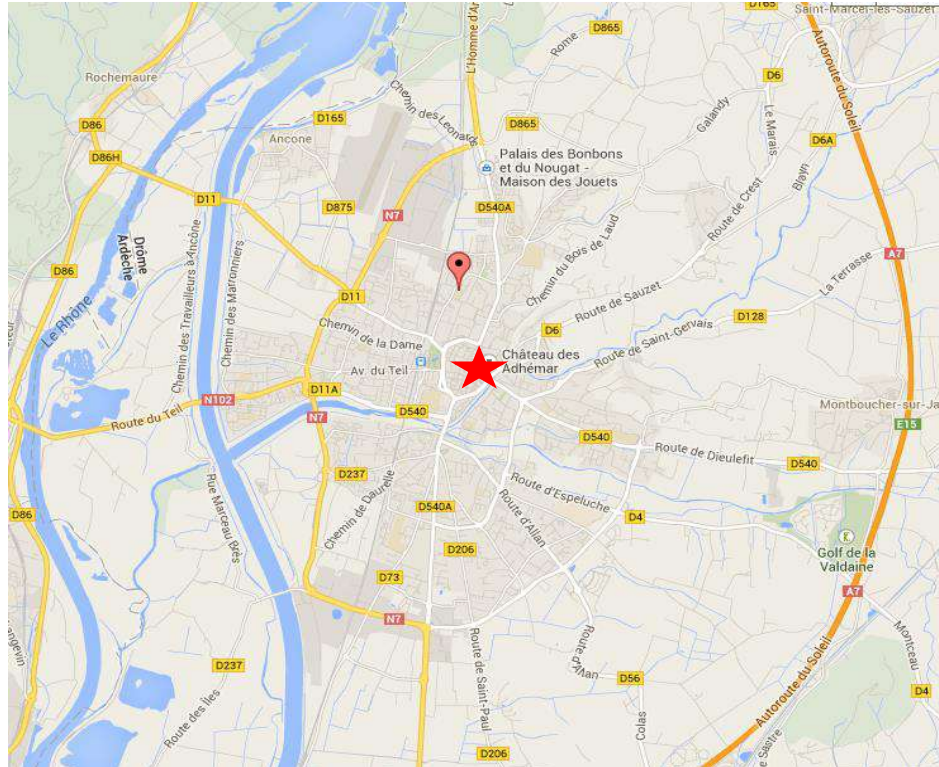 D165
Saint-Marcel-lès-Sauzet
D865
Rome
L'Homme d'Ar
Autoroute du Soleil
Rochemaure
D6
Chemin des Leonards
Galandy
Le Marais
D86
D165
D865
Ancone
D6A
D86H
Palais des Bonbons
et du Nougat -
Maison des Jouets
Blayn
D11
D875
N7
D540A
Route de Crest
Chemin du Bois de Laud
Drôme
Ardèche
Chemin des Travailleurs à Ancône
Chemin des Marronniers
A7
D86
La Terrasse
D11
Route de Sauzet
Le Rhône
D128
D6
Chemin de la Dame
Route de Saint-Gervais
Château des
Adhémar
Av. du Teil
D11A
N102
Route du Teil
D540
N7
Montboucher-sur-Ja
E15
D540
Route de Dieulefit
D540
D237
Chemin de Daurelle
Rue Marceau Brès
Route d'Espeluche
D540A
Route d'Allan
D4
D86
D206
Golf de la
Valdaine
D73
A7
N7
Route de Saint-Paul
Route d'Allan
Montceau
Autoroute du Soleil
D237
Route des Îles
D56
D4
Colas
D206
e Sastre